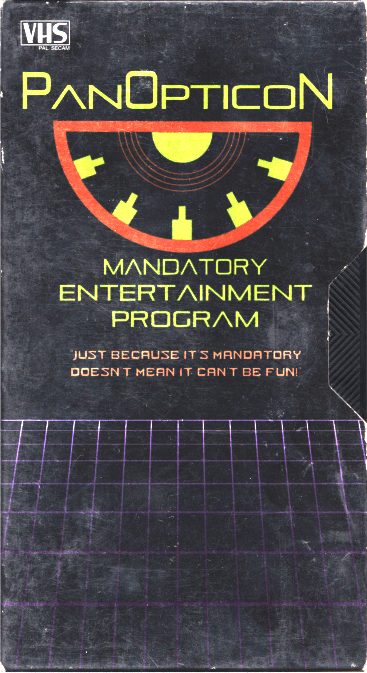 VHS
PAL SECAM
PANOPTICON
MANDATORY
ENTERTAINMENT
PROGRAM
'JUST BECAUSE IT'S MANDATORY
DOESN'T MEAN IT CAN'T BE FUN!'